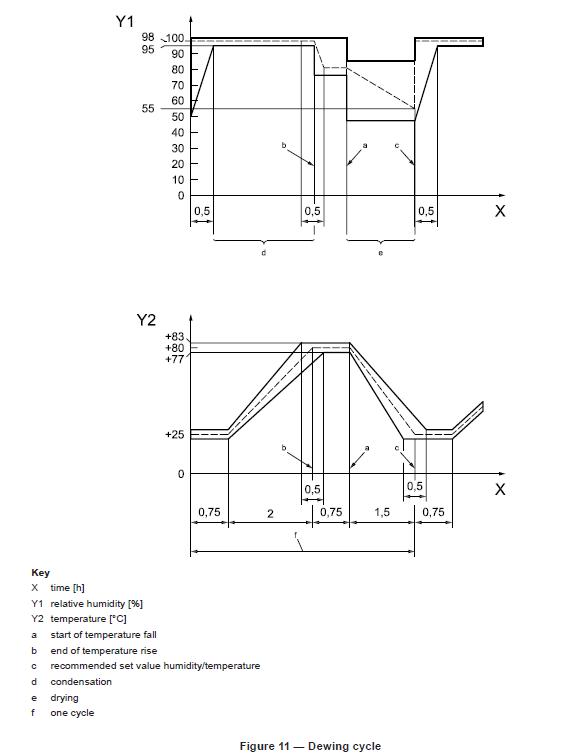 Y1
98
100
95
90
80
70
60
55
50
40
30
20
10
0
b
a
c
0,5
0,5
0,5
X
d
e
Y2
+83
+80
+77
+25
b
a
c
0
X
0,5
0,5
0,75
2
0,75
1,5
0,75
f
Key
X time [h]
Y1 relative humidity [%]
Y2 temperature [°C]
a start of temperature fall
b end of temperature rise
c recommended set value humidity/temperature
d condensation
e drying
f one cycle
Figure 11 — Dewing cycle